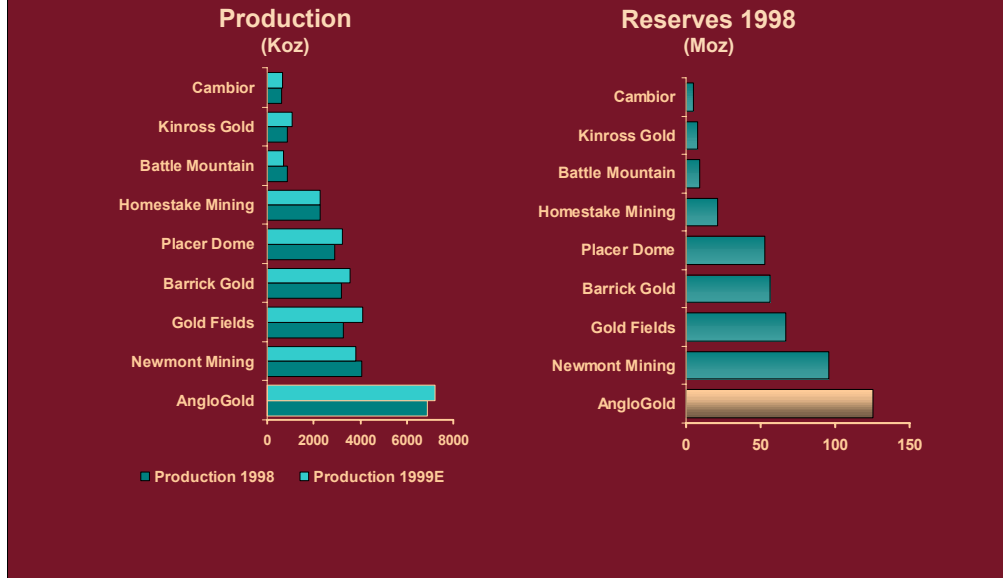 Production
(Koz)
Cambior
Kinross Gold
Battle Mountain
Homestake Mining
Placer Dome
Barrick Gold
Gold Fields
Newmont Mining
AngloGold
0 2000 4000 6000 8000
Production 1998 Production 1999E
Reserves 1998
(Moz)
Cambior
Kinross Gold
Battle Mountain
Homestake Mining
Placer Dome
Barrick Gold
Gold Fields
Newmont Mining
AngloGold
0 50 100 150